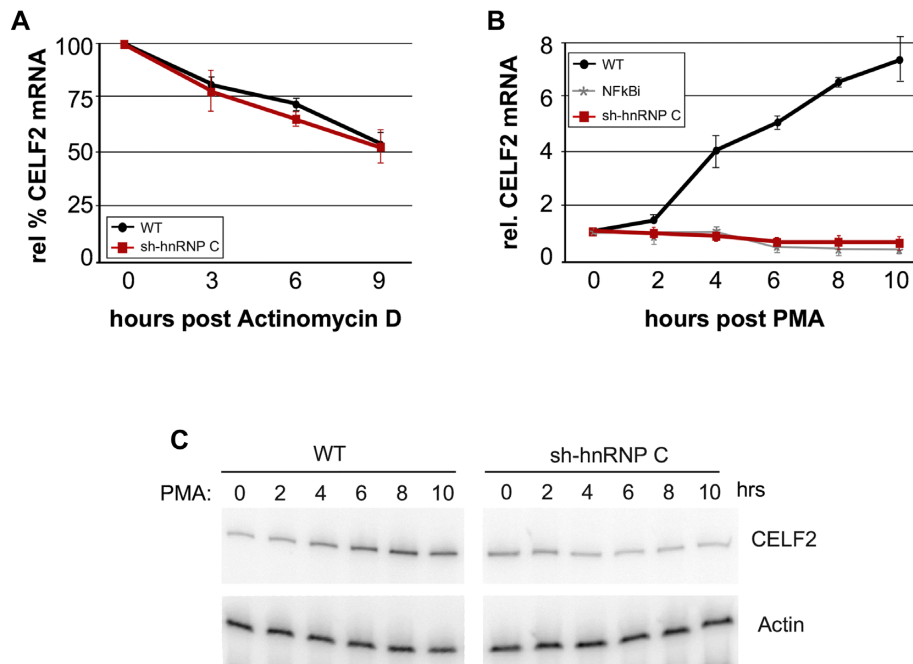 A
rel % CELF2 mRNA
100
75
50
25
0
WT
sh-hnRNP C
0 3 6 9
hours post Actinomycin D
B
rel. CELF2 mRNA
8
6
4
2
0
WT
NFkBi
sh-hnRNP C
0 2 4 6 8 10
hours post PMA
C
WT sh-hnRNP C
PMA: 0 2 4 6 8 10 0 2 4 6 8 10 hrs
CELF2
Actin